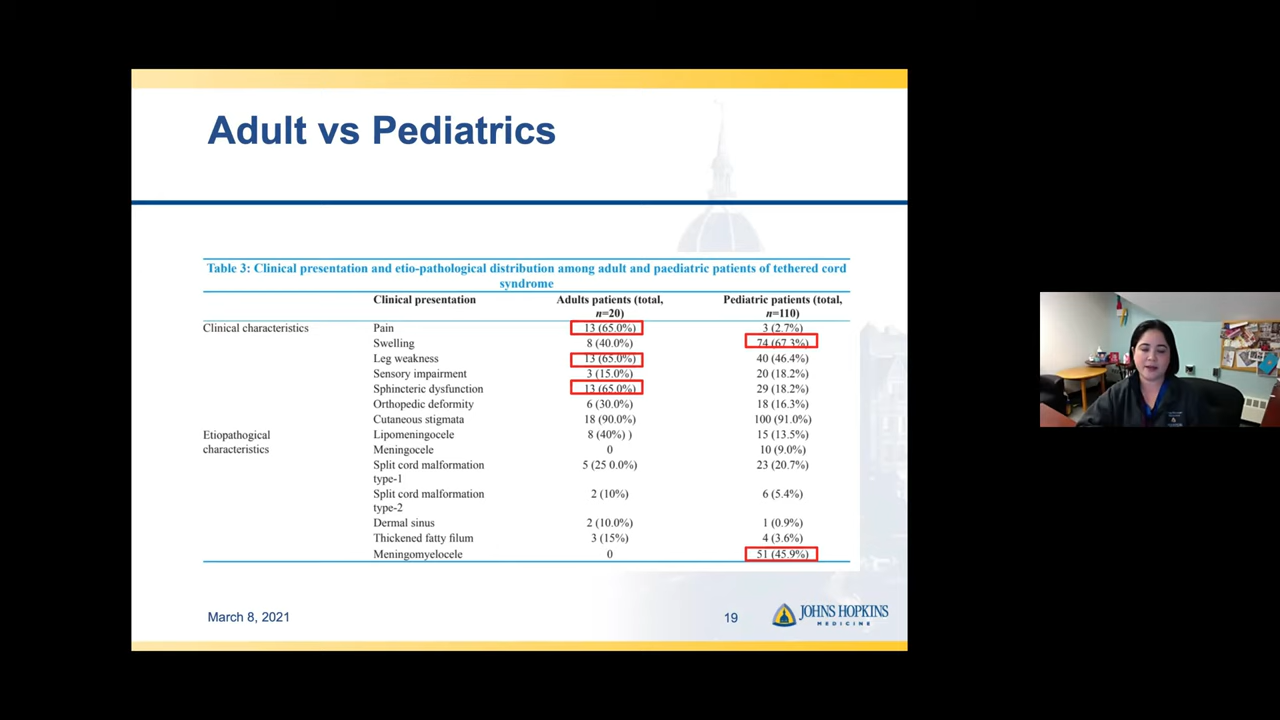 Adult vs Pediatrics
Table 3: Clinical presentation and etio-pathological distribution among adult and paediatric patients of tethered cord
syndrome
Clinical presentation Adults patients (total, Pediatric patients (total,
n=20) n=110)
Clinical characteristics Pain 13 (65.0%) 3 (2.7%)
Swelling 8 (40.0%) 74 (67.3%)
Leg weakness 13 (65.0%) 40 (46.4%)
Sensory impairment 3 (15.0%) 20 (18.2%)
Sphincteric dysfunction 13 (65.0%) 29 (18.2%)
Orthopedic deformity 6 (30.0%) 18 (16.3%)
Cutaneous stigmata 18 (90.0%) 100 (91.0%)
Etiopathogical Lipomeningocele 8 (40%) ) 15 (13.5%)
characteristics Meningocele 0 10 (9.0%)
Split cord malformation 5 (25 0.0%) 23 (20.7%)
type-1
Split cord malformation 2 (10%) 6 (5.4%)
type-2
Dermal sinus 2 (10.0%) 1 (0.9%)
Thickened fatty filum 3 (15%) 4 (3.6%)
Meningomyelocele 0 51 (45.9%)
March 8, 2021 19 JOHNS HOPKINS
MEDICINE